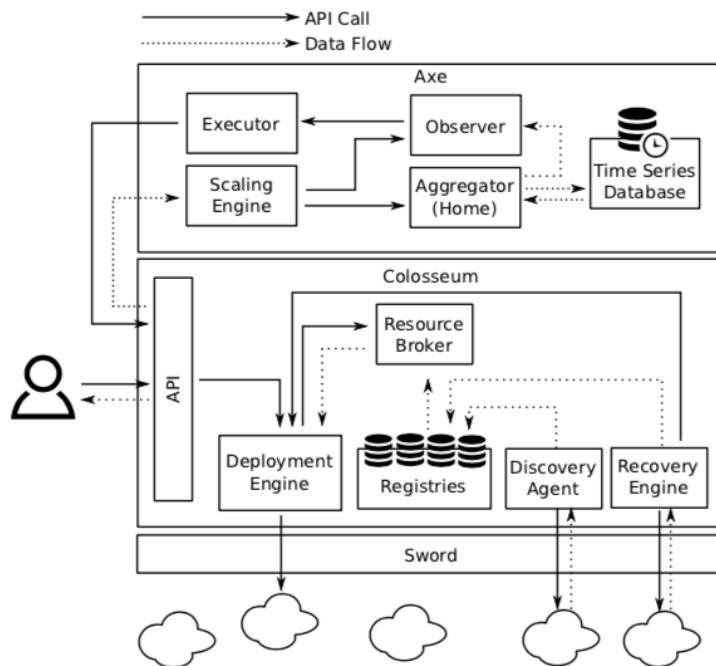 API Call
Data Flow
Axe
Executor
Observer
Scaling
Engine
Aggregator
(Home)
Time Series
Database
Colosseum
API
Resource
Broker
Deployment
Engine
Registries
Discovery
Agent
Recovery
Engine
Sword